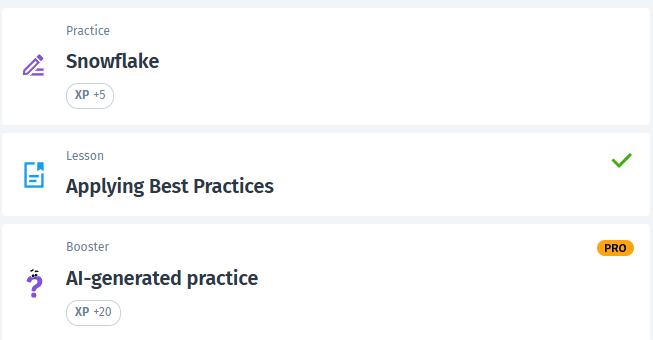 Practice
Snowflake
XP +5
Lesson
Applying Best Practices
Booster
PRO
AI-generated practice
XP +20